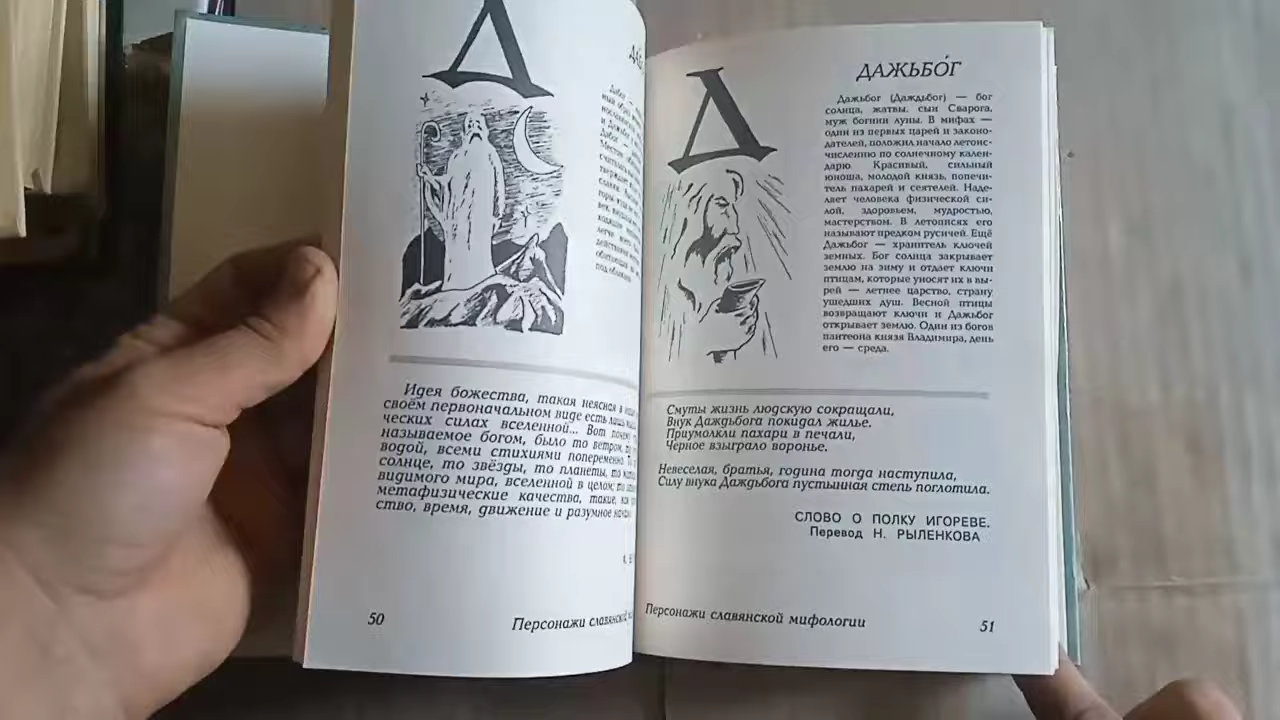 Д
Идея божества, такая неясная в
своём первоначальном виде есть лишь
ческих силах вселенной... Вот почему
называемое богом, было то ветром,
водой, всеми стихиями попеременно.
солнце, то звёзды, то планеты, то
видимого мира, вселенной в целом;
метафизические качества, такие, как
ство, время, движение и разумное
50
Персонажи славянской
Д
ДАЖЬБО́Г
Дажьбог (Даждьбог) — бог
солнца, жатвы, сын Сварога,
муж богини луны. В мифах —
один из первых царей и законо-
дателей, положил начало летоис-
числению по солнечному кален-
дарю. Красивый, сильный
юноша, молодой князь, попечи-
тель пахарей и сеятелей. Наде-
ляет человека физической си-
лой, здоровьем, мудростью,
мастерством. В летописях его
называют предком русичей. Ещё
Дажьбог — хранитель ключей
земных. Бог солнца закрывает
землю на зиму и отдает ключи
птицам, которые уносят их в вы-
рей — летнее царство, страну
ушедших душ. Весной птицы
возвращают ключи и Дажьбог
открывает землю. Один из богов
пантеона князя Владимира, день
его — среда.
Смуты жизнь людскую сокращали,
Внук Даждьбога покидал жилье.
Приумолкли пахари в печали,
Черное взыграло воронье.
Невеселая, братья, година тогда наступила,
Силу внука Даждьбога пустынная степь поглотила.
СЛОВО О ПОЛКУ ИГОРЕВЕ.
Перевод Н. РЫЛЕНКОВА
Персонажи славянской мифологии
51